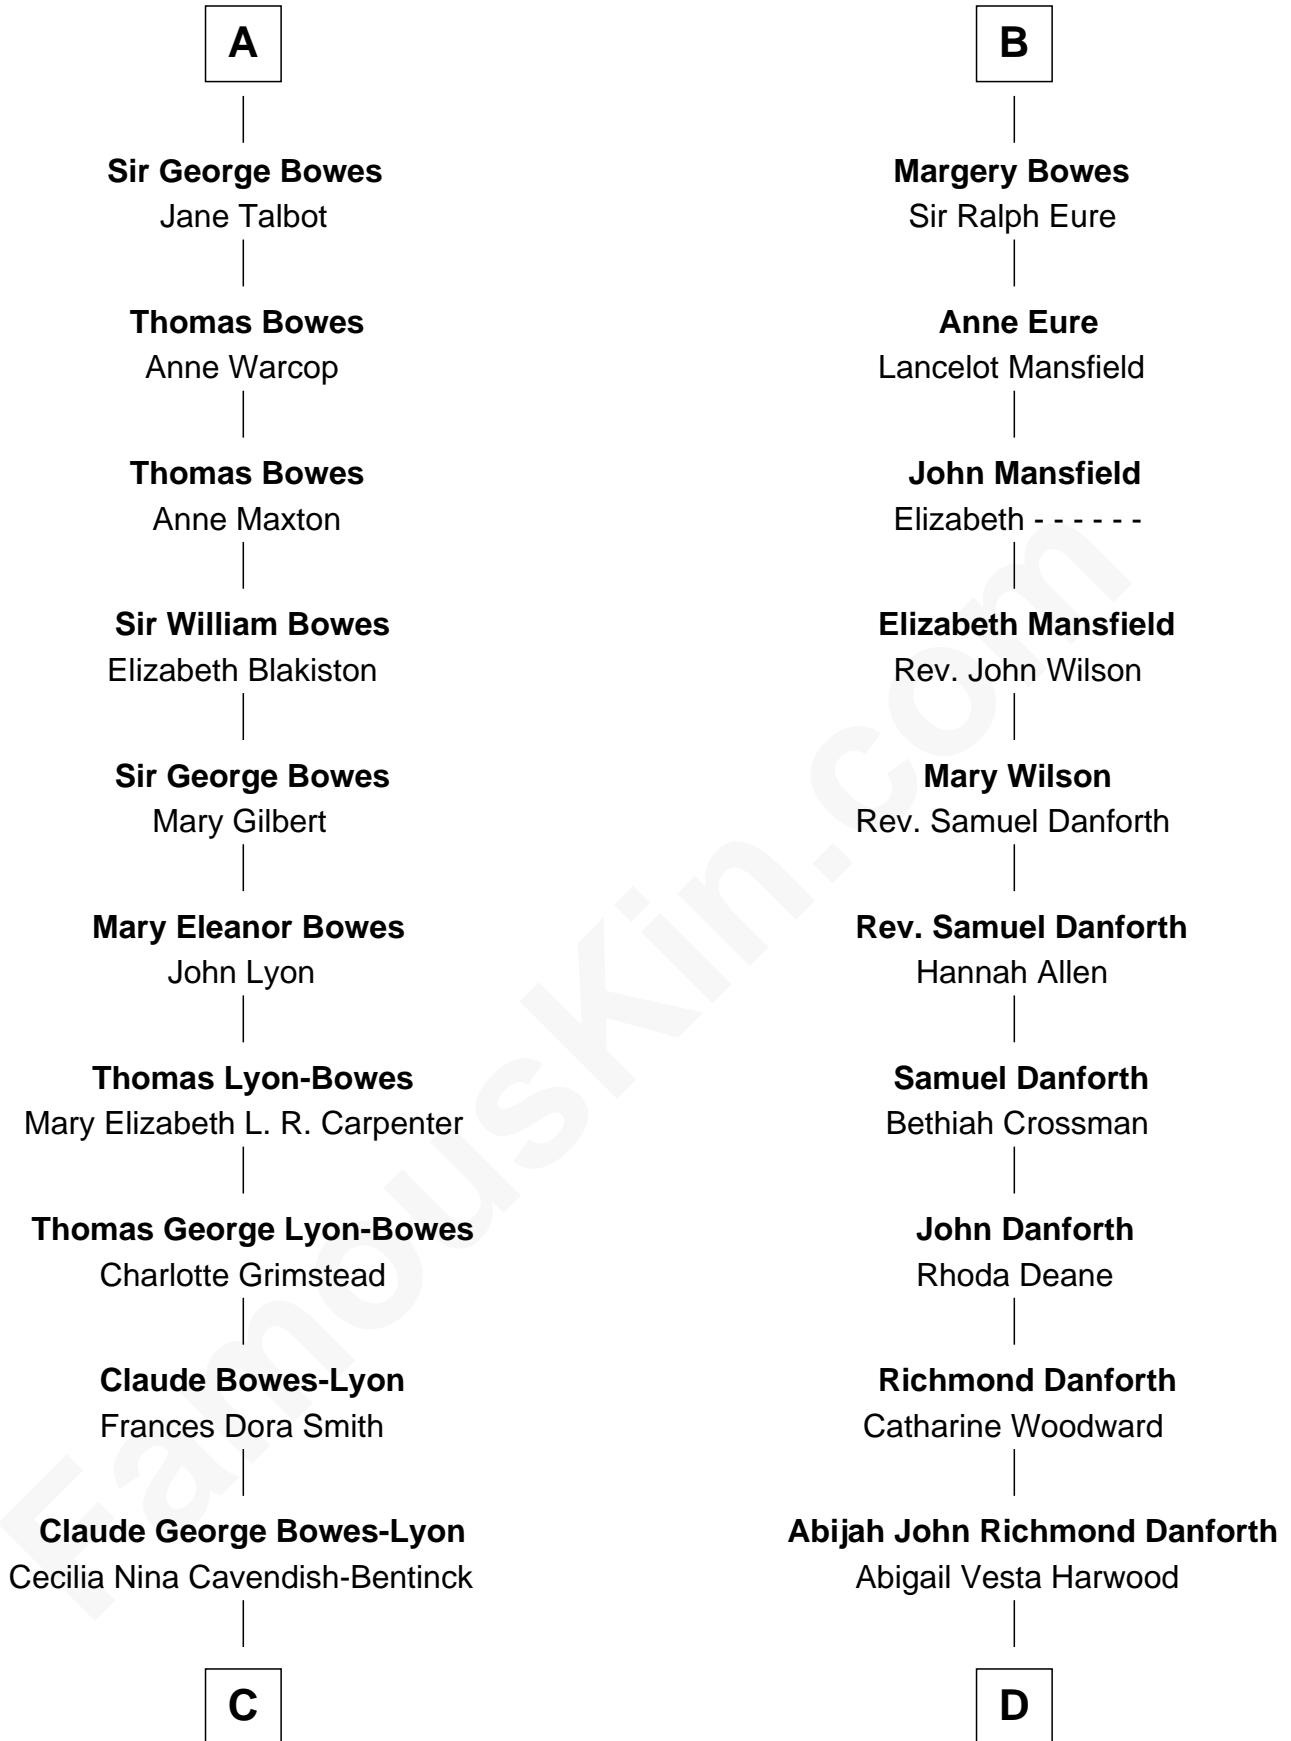 A
Sir George Bowes
Jane Talbot
Thomas Bowes
Anne Warcop
Thomas Bowes
Anne Maxton
Sir William Bowes
Elizabeth Blakiston
Sir George Bowes
Mary Gilbert
Mary Eleanor Bowes
John Lyon
Thomas Lyon-Bowes
Mary Elizabeth L. R. Carpenter
Thomas George Lyon-Bowes
Charlotte Grimstead
Claude Bowes-Lyon
Frances Dora Smith
Claude George Bowes-Lyon
Cecilia Nina Cavendish-Bentinck
C
B
Margery Bowes
Sir Ralph Eure
Anne Eure
Lancelot Mansfield
John Mansfield
Elizabeth - - - - - -
Elizabeth Mansfield
Rev. John Wilson
Mary Wilson
Rev. Samuel Danforth
Rev. Samuel Danforth
Hannah Allen
Samuel Danforth
Bethiah Crossman
John Danforth
Rhoda Deane
Richmond Danforth
Catharine Woodward
Abijah John Richmond Danforth
Abigail Vesta Harwood
D
FamousKin.com